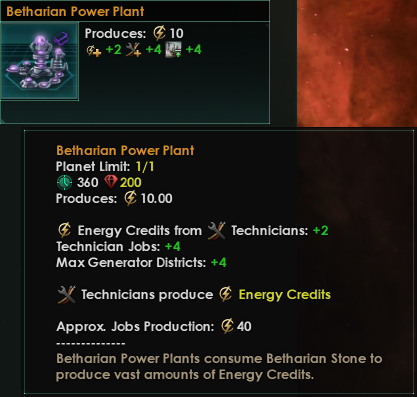 Betharian Power Plant
Produces: 10
+2 +4 +4
Betharian Power Plant
Planet Limit: 1/1
360 200
Produces: 10.00
Energy Credits from Technicians: +2
Technician Jobs: +4
Max Generator Districts: +4
Technicians produce Energy Credits
Approx. Jobs Production: 40
--------------
Betharian Power Plants consume Betharian Stone to
produce vast amounts of Energy Credits.